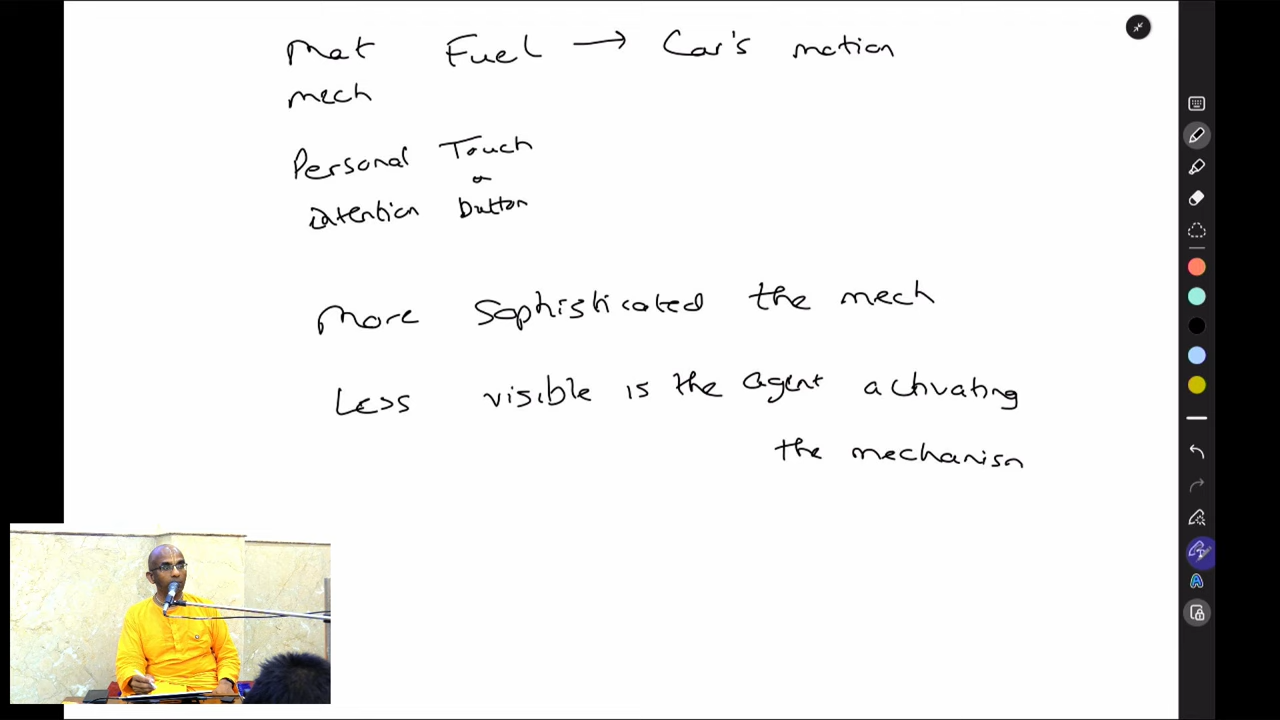 Mat Fuel → Car's motion
mech
Personal Touch
a
intention button
More sophisticated the mech
Less visible is the agent activating
the mechanism